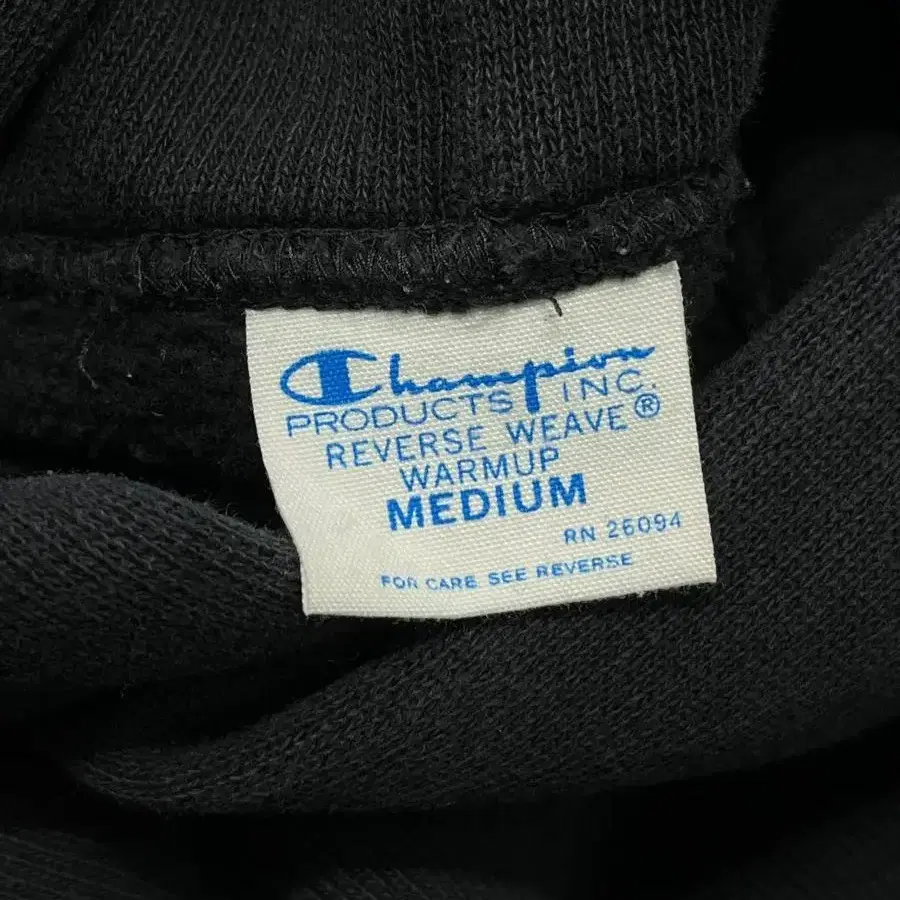 Champion
PRODUCTS INC.
REVERSE WEAVE®
WARMUP
MEDIUM
RN 26094
FOR CARE SEE REVERSE